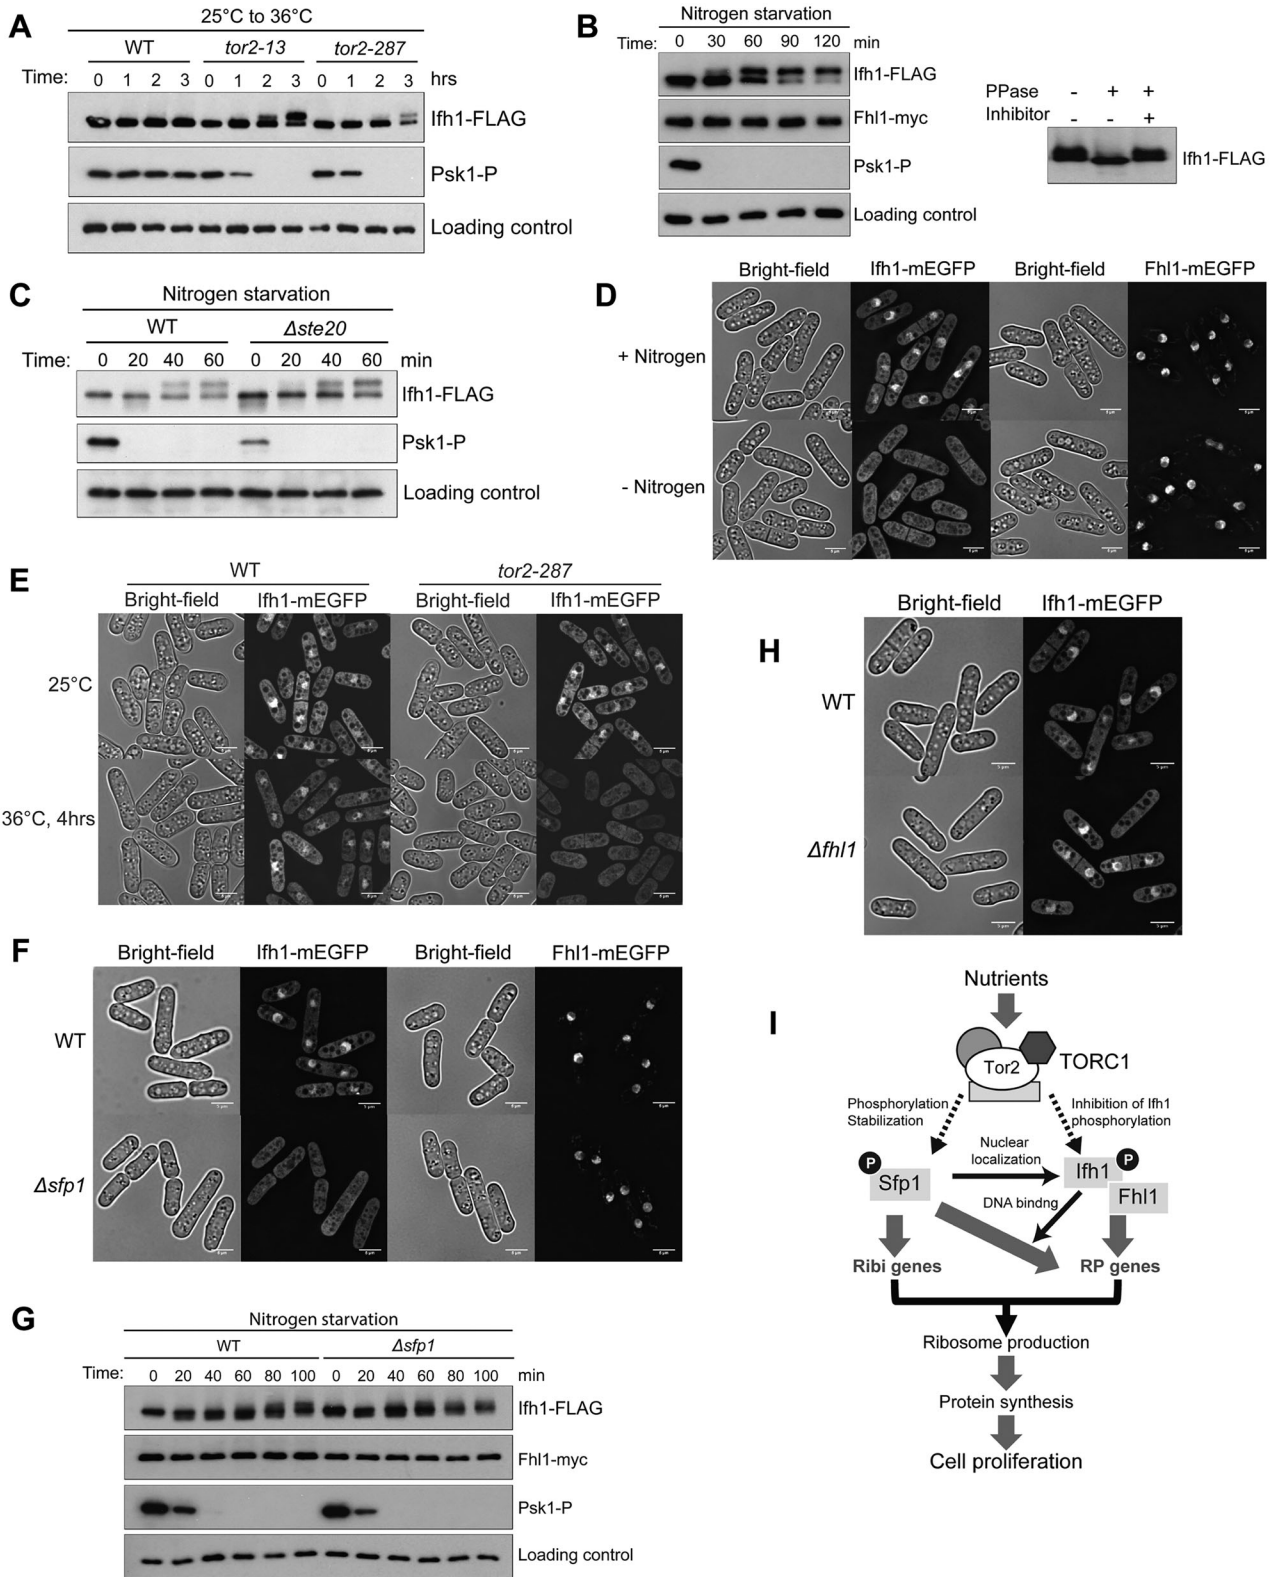 A
25°C to 36°C
WT tor2-13 tor2-287
Time: 0 1 2 3 0 1 2 3 0 1 2 3 hrs
Ifh1-FLAG
Psk1-P
Loading control
B
Nitrogen starvation
Time: 0 30 60 90 120 min
Ifh1-FLAG
Fhl1-myc
Psk1-P
Loading control
PPase - + +
Inhibitor - - +
Ifh1-FLAG
C
Nitrogen starvation
WT Δste20
Time: 0 20 40 60 0 20 40 60 min
Ifh1-FLAG
Psk1-P
Loading control
D
Bright-field Ifh1-mEGFP Bright-field Fhl1-mEGFP
+ Nitrogen
- Nitrogen
E
WT tor2-287
Bright-field Ifh1-mEGFP Bright-field Ifh1-mEGFP
25°C
36°C, 4hrs
F
Bright-field Ifh1-mEGFP Bright-field Fhl1-mEGFP
WT
Δsfp1
G
Nitrogen starvation
WT Δsfp1
Time: 0 20 40 60 80 100 0 20 40 60 80 100 min
Ifh1-FLAG
Fhl1-myc
Psk1-P
Loading control
H
Bright-field Ifh1-mEGFP
WT
5 µm
Δfhl1
5 µm
I
Nutrients
Tor2 TORC1
Phosphorylation
Stabilization
Inhibition of Ifh1
phosphorylation
Nuclear
localization
P
Sfp1
Ifh1
P
Fhl1
DNA bindng
Ribi genes RP genes
Ribosome production
Protein synthesis
Cell proliferation